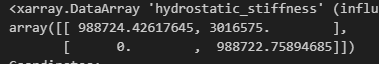 <xarray.DataArray 'hydrostatic_stiffness' (influ
array([[ 988724.42617645, 3016575.        ],
       [      0.        ,  988722.75894685]])